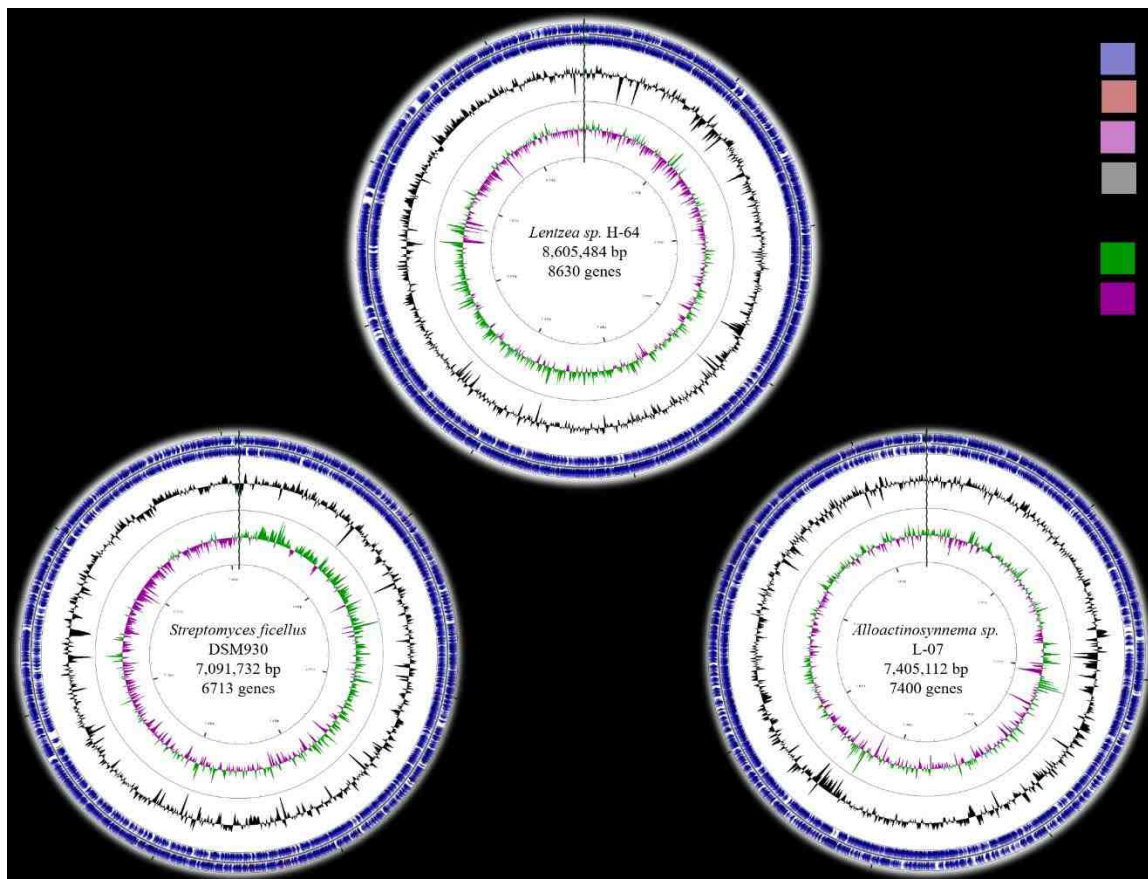 Lentzea sp. H-64
8,605,484 bp
8630 genes
Streptomyces ficellus
DSM930
7,091,732 bp
6713 genes
Alloactinosynnema sp.
L-07
7,405,112 bp
7400 genes